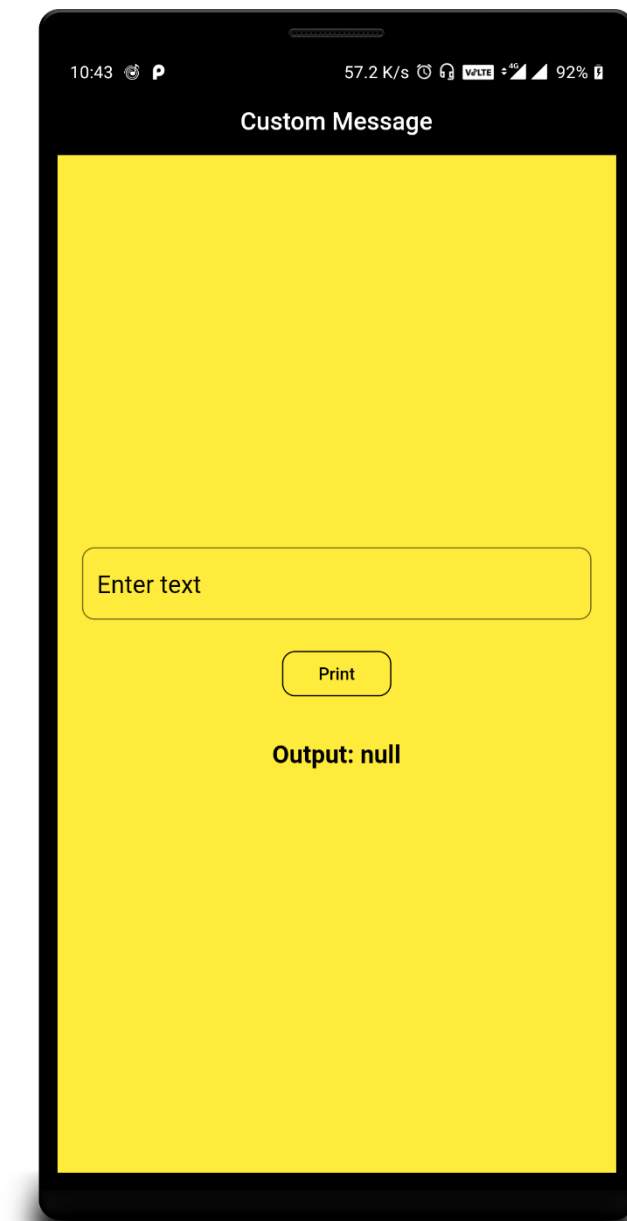 10:43 57.2 K/s VoLTE 4G 92%
Custom Message
Enter text
Print
Output: null